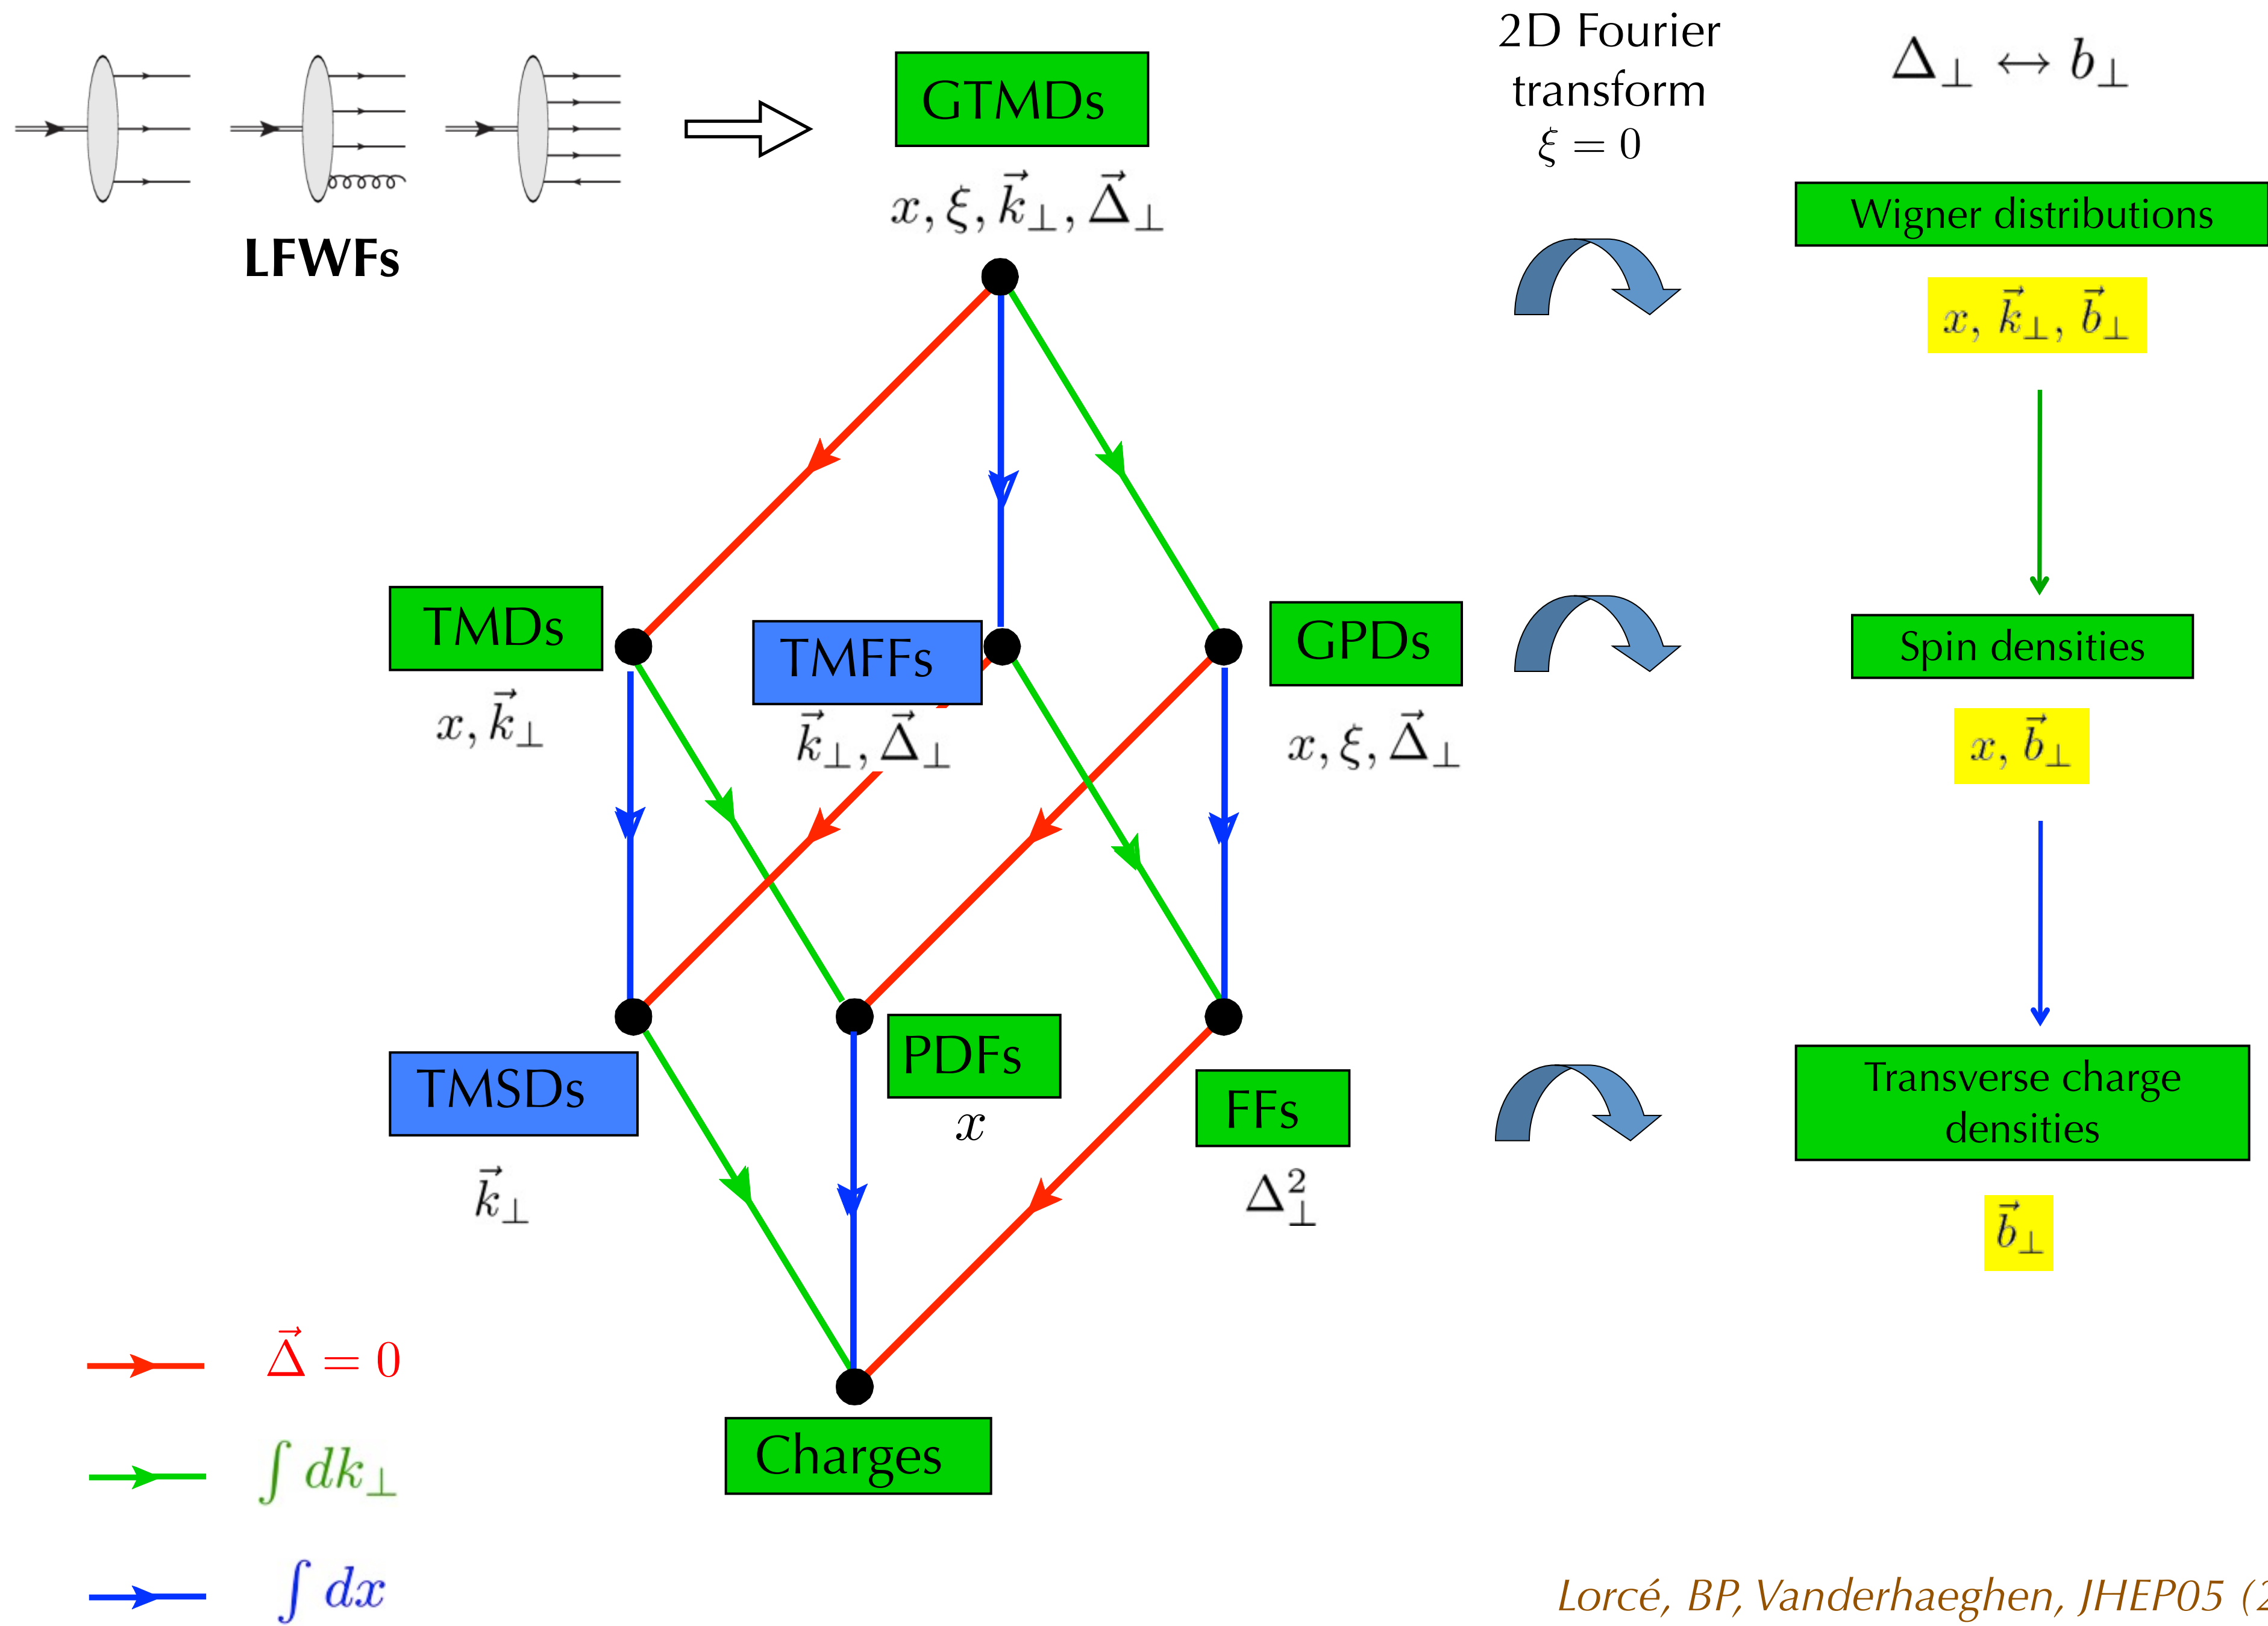 LFWFs
GTMDs
x, ξ, k⃗⊥, Δ⃗⊥
2D Fourier
transform
ξ = 0
Δ⊥ ↔ b⊥
Wigner distributions
x, k⃗⊥, b⃗⊥
TMDs
x, k⃗⊥
TMFFs
k⃗⊥, Δ⃗⊥
GPDs
x, ξ, Δ⃗⊥
Spin densities
x, b⃗⊥
TMSDs
k⃗⊥
PDFs
x
FFs
Δ²⊥
Transverse charge
densities
b⃗⊥
Charges
Δ⃗ = 0
∫ dk⊥
∫ dx
Lorcé, BP, Vanderhaeghen, JHEP05 (2